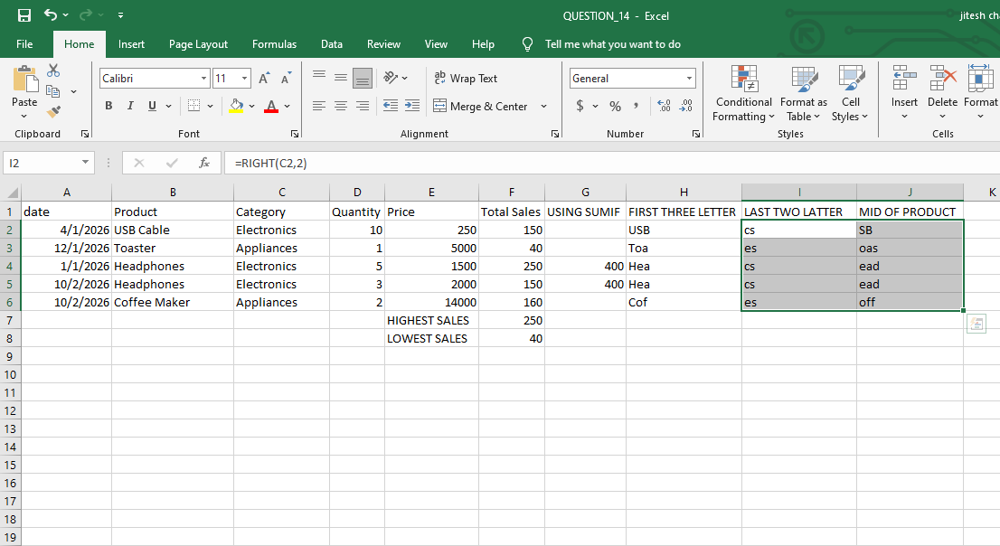 QUESTION_14 - Excel
jitesh cha
File Home Insert Page Layout Formulas Data Review View Help Tell me what you want to do
Calibri 11
Wrap Text
General
Paste
B I U
A
Merge & Center
$ % ,
Conditional Formatting
Format as Table
Cell Styles
Insert Delete Format
Clipboard Font Alignment Number Styles Cells
I2 fx =RIGHT(C2,2)
A B C D E F G H I J K
1 date Product Category Quantity Price Total Sales USING SUMIF FIRST THREE LETTER LAST TWO LATTER MID OF PRODUCT
2 4/1/2026 USB Cable Electronics 10 250 150 USB cs SB
3 12/1/2026 Toaster Appliances 1 5000 40 Toa es oas
4 1/1/2026 Headphones Electronics 5 1500 250 400 Hea cs ead
5 10/2/2026 Headphones Electronics 3 2000 150 400 Hea cs ead
6 10/2/2026 Coffee Maker Appliances 2 14000 160 Cof es off
7 HIGHEST SALES 250
8 LOWEST SALES 40
9
10
11
12
13
14
15
16
17
18
19